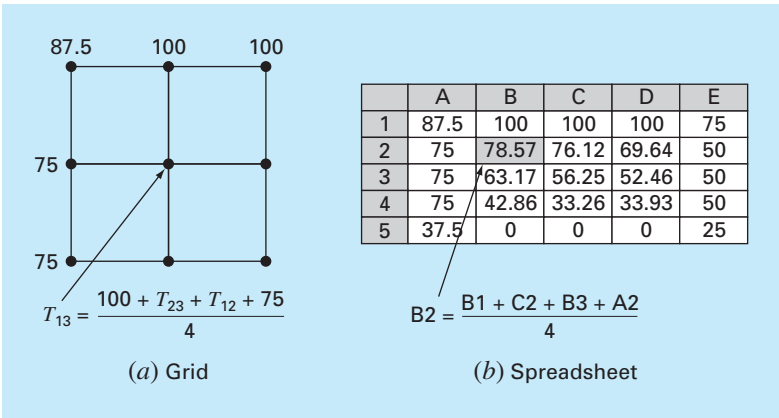 87.5 100 100
75
75
T13 = 100 + T23 + T12 + 75
4
(a) Grid
A B C D E
1 87.5 100 100 100 75
2 75 78.57 76.12 69.64 50
3 75 63.17 56.25 52.46 50
4 75 42.86 33.26 33.93 50
5 37.5 0 0 0 25
B2 = B1 + C2 + B3 + A2
4
(b) Spreadsheet